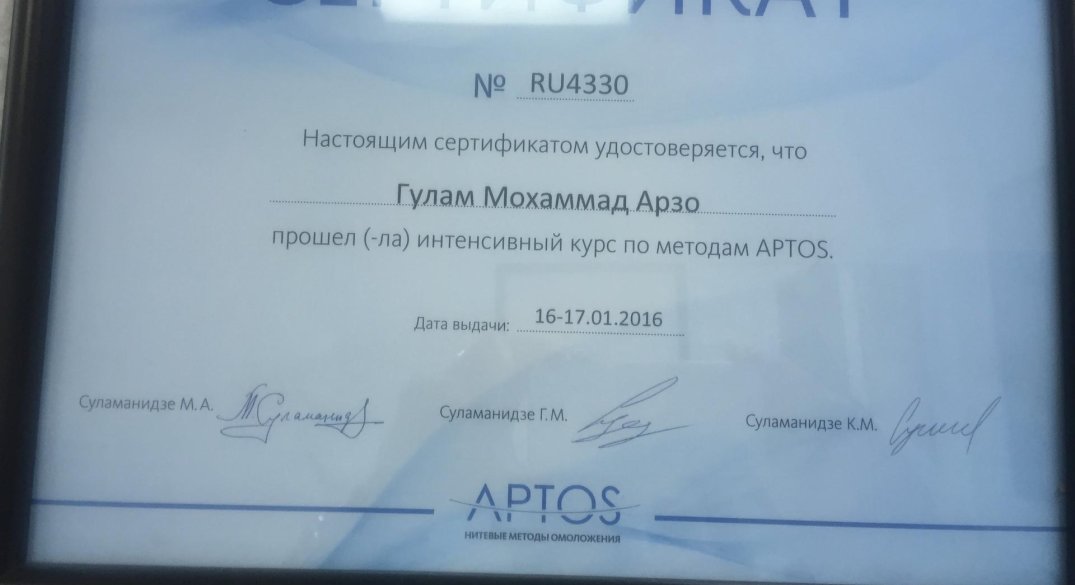 СЕРТИФИКАТ
№ RU4330
Настоящим сертификатом удостоверяется, что
Гулам Мохаммад Арзо
прошел (-ла) интенсивный курс по методам APTOS.
Дата выдачи: 16-17.01.2016
Суламанидзе М.А. Суламанидзе Г.М. Суламанидзе К.М.
APTOS
НИТЕВЫЕ МЕТОДЫ ОМОЛОЖЕНИЯ